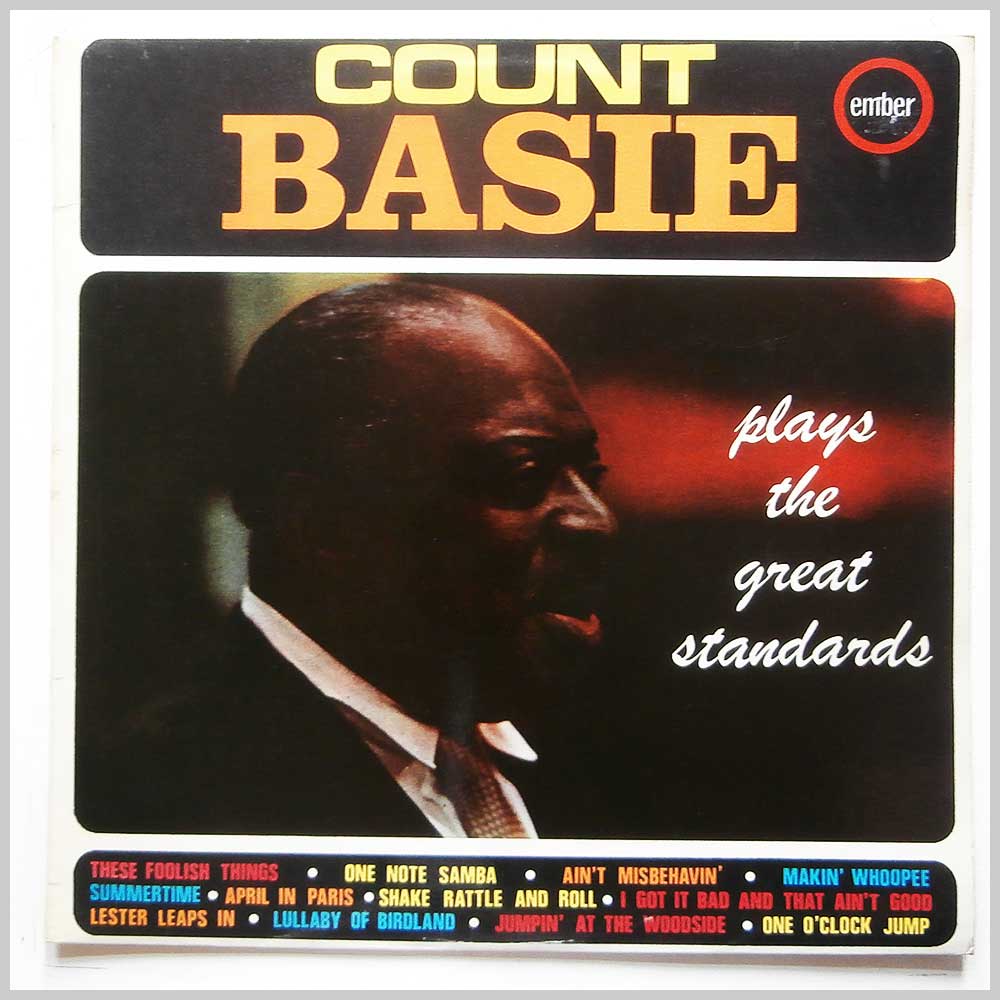 COUNT
BASIE
ember
plays
the
great
standards
THESE FOOLISH THINGS • ONE NOTE SAMBA • AIN'T MISBEHAVIN' • MAKIN' WHOOPEE
SUMMERTIME • APRIL IN PARIS • SHAKE RATTLE AND ROLL • I GOT IT BAD AND THAT AIN'T GOOD
LESTER LEAPS IN • LULLABY OF BIRDLAND • JUMPIN' AT THE WOODSIDE • ONE O'CLOCK JUMP